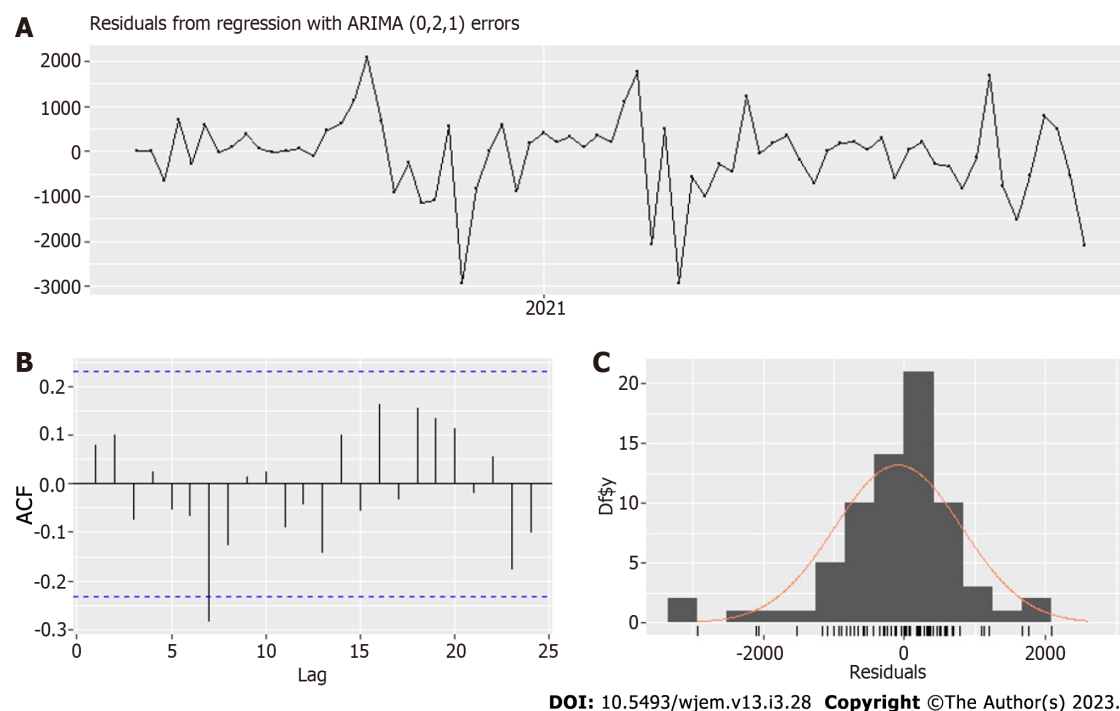 A
Residuals from regression with ARIMA (0,2,1) errors
2000
1000
0
-1000
-2000
-3000
2021
B
ACF
0.2
0.1
0.0
-0.1
-0.2
-0.3
0 5 10 15 20 25
Lag
C
Df$y
20
15
10
5
0
-2000 0 2000
Residuals
DOI: 10.5493/wjem.v13.i3.28 Copyright ©The Author(s) 2023.